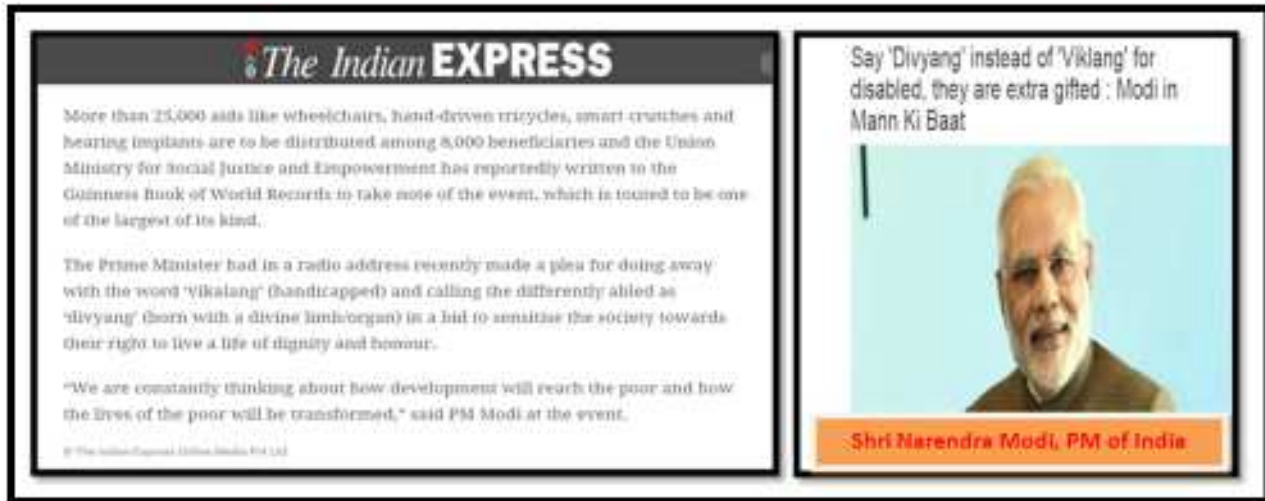 The Indian EXPRESS
More than 25,000 aids like wheelchairs, hand-driven tricycles, smart crutches and
hearing implants are to be distributed among 8,000 beneficiaries and the Union
Ministry for Social Justice and Empowerment has reportedly written to the
Guinness Book of World Records to take note of the event, which is touted to be one
of the largest of its kind.
The Prime Minister had in a radio address recently made a plea for doing away
with the word 'vikalang' (handicapped) and calling the differently abled as
'divyang' (born with a divine limb/organ) in a bid to sensitise the society towards
their right to live a life of dignity and honour.
"We are constantly thinking about how development will reach the poor and how
the lives of the poor will be transformed," said PM Modi at the event.
© The Indian Express Online Media Pvt Ltd
Say 'Divyang' instead of 'Viklang' for
disabled, they are extra gifted : Modi in
Mann Ki Baat
Shri Narendra Modi, PM of India